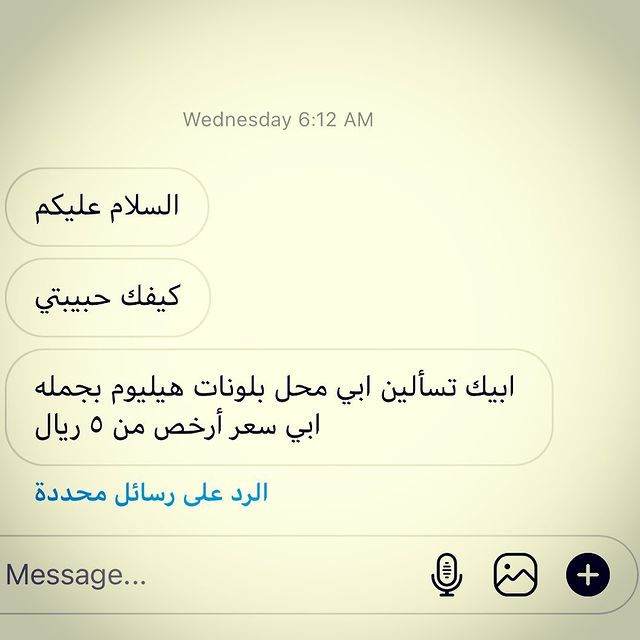 Wednesday 6:12 AM
السلام عليكم
كيفك حبيبتي
ابيك تسألين ابي محل بلونات هيليوم بجمله
ابي سعر أرخص من ٥ ريال
الرد على رسائل محددة
Message...